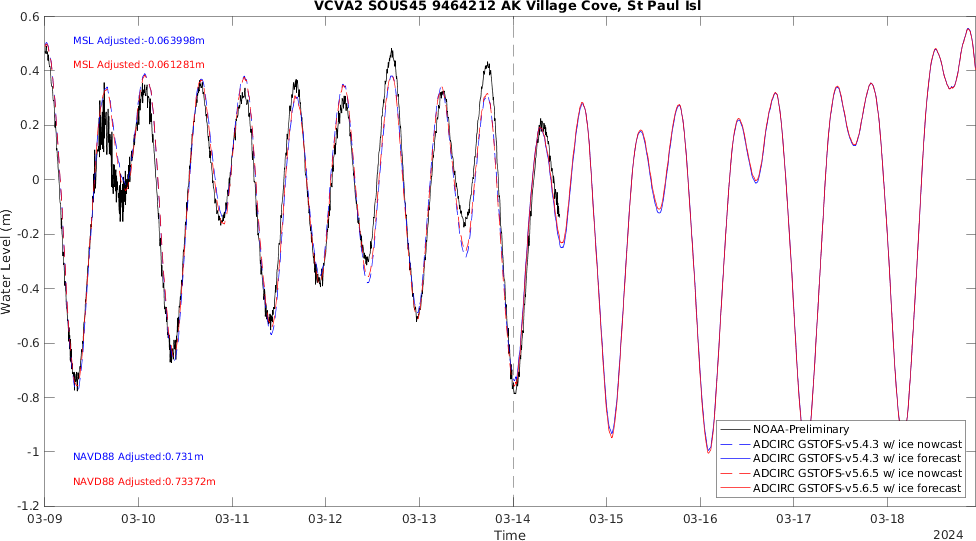 VCVA2 SOUS45 9464212 AK Village Cove, St Paul Isl
0.6
0.4
0.2
0
-0.2
-0.4
-0.6
-0.8
-1
-1.2
Water Level (m)
MSL Adjusted:-0.063998m
MSL Adjusted:-0.061281m
NAVD88 Adjusted:0.731m
NAVD88 Adjusted:0.73372m
NOAA-Preliminary
ADCIRC GSTOFS-v5.4.3 w/ ice nowcast
ADCIRC GSTOFS-v5.4.3 w/ ice forecast
ADCIRC GSTOFS-v5.6.5 w/ ice nowcast
ADCIRC GSTOFS-v5.6.5 w/ ice forecast
03-09 03-10 03-11 03-12 03-13 03-14 03-15 03-16 03-17 03-18
Time
2024